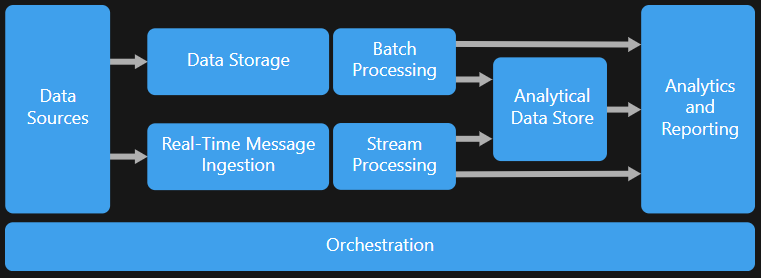 Data
Sources
Data Storage
Batch
Processing
Real-Time Message
Ingestion
Stream
Processing
Analytical
Data Store
Analytics
and
Reporting
Orchestration